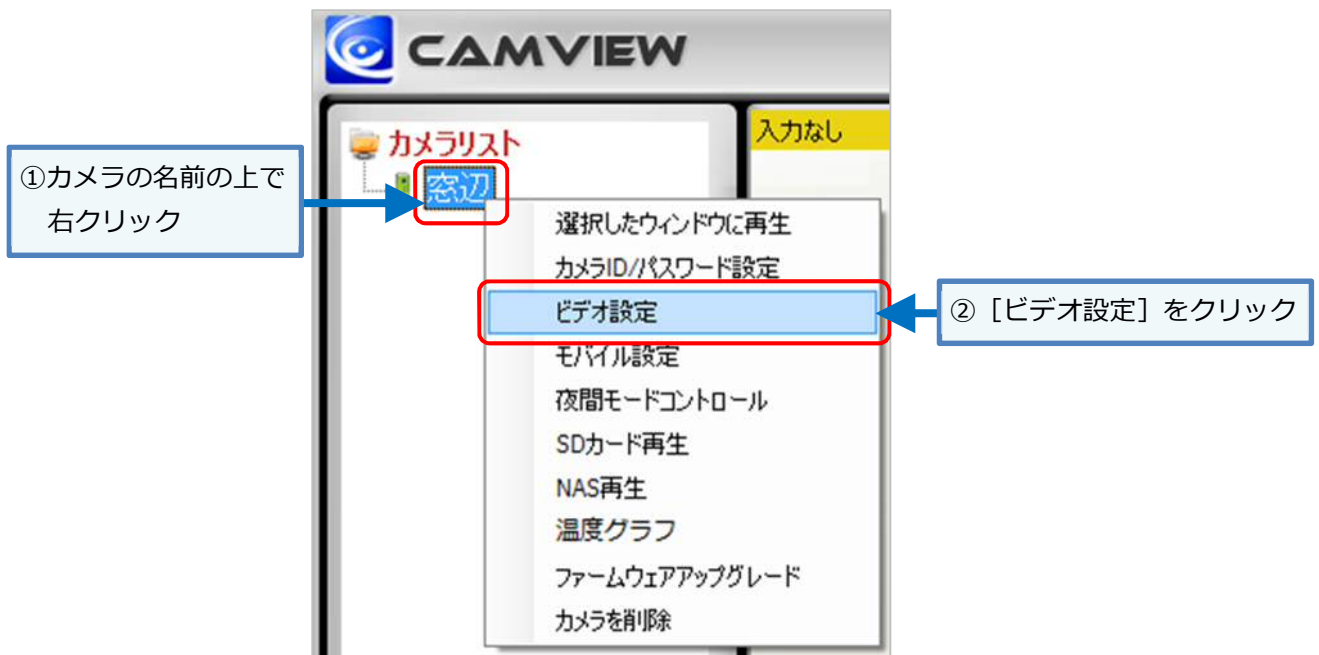 CAMVIEW
カメラリスト
入力なし
①カメラの名前の上で
右クリック
窓辺
選択したウィンドウに再生
カメラID/パスワード設定
ビデオ設定
②［ビデオ設定］をクリック
モバイル設定
夜間モードコントロール
SDカード再生
NAS再生
温度グラフ
ファームウェアアップグレード
カメラを削除